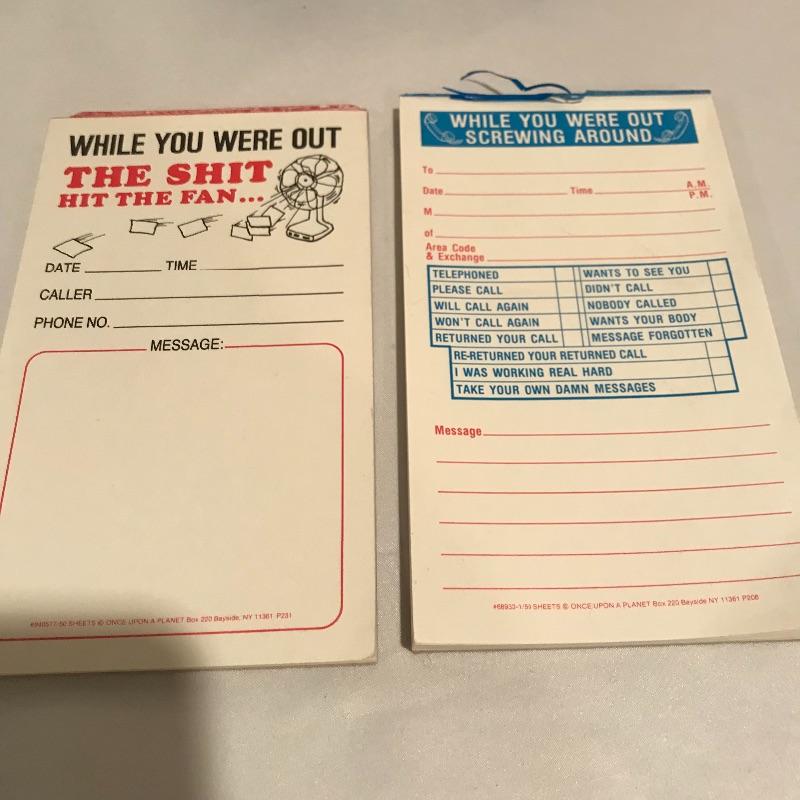 WHILE YOU WERE OUT
THE SHIT
HIT THE FAN...
DATE TIME
CALLER
PHONE NO.
MESSAGE:
50 SHEETS © ONCE UPON A PLANET Box 220 Bayside, NY 11361 P231
WHILE YOU WERE OUT
SCREWING AROUND
To
Date Time A.M.
P.M.
M
of
Area Code
& Exchange
TELEPHONED WANTS TO SEE YOU
PLEASE CALL DIDN'T CALL
WILL CALL AGAIN NOBODY CALLED
WON'T CALL AGAIN WANTS YOUR BODY
RETURNED YOUR CALL MESSAGE FORGOTTEN
RE-RETURNED YOUR RETURNED CALL
I WAS WORKING REAL HARD
TAKE YOUR OWN DAMN MESSAGES
Message
#68933-1/50 SHEETS © ONCE UPON A PLANET Box 220 Bayside NY 11361 P208